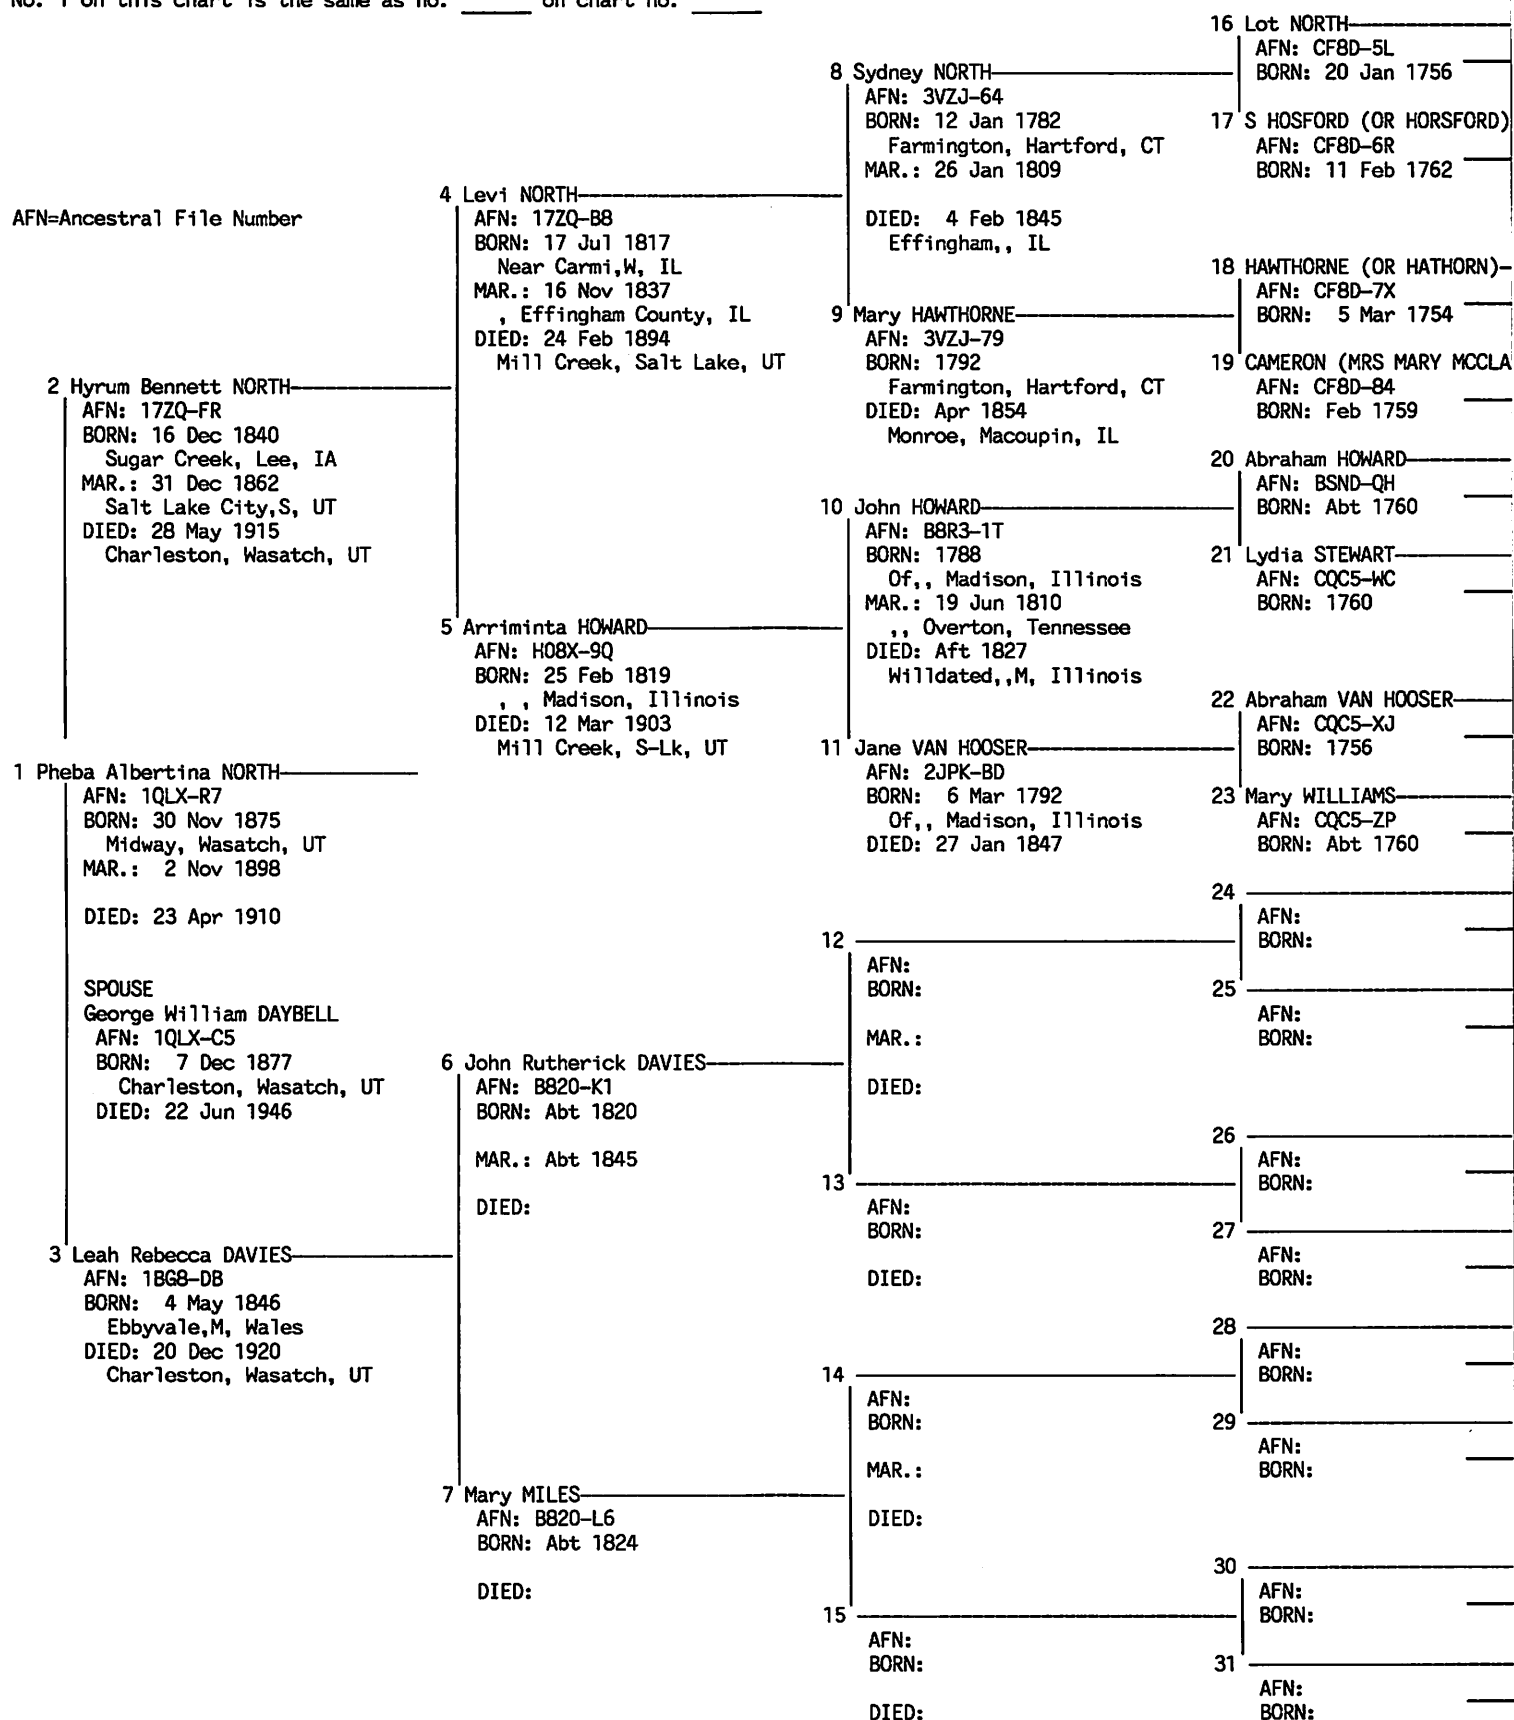 No. 1 on this chart is the same as no. ______ on chart no. ______
AFN=Ancestral File Number
1 Pheba Albertina NORTH
AFN: 1QLX-R7
BORN: 30 Nov 1875
Midway, Wasatch, UT
MAR.: 2 Nov 1898
DIED: 23 Apr 1910
SPOUSE
George William DAYBELL
AFN: 1QLX-C5
BORN: 7 Dec 1877
Charleston, Wasatch, UT
DIED: 22 Jun 1946
2 Hyrum Bennett NORTH
AFN: 17ZQ-FR
BORN: 16 Dec 1840
Sugar Creek, Lee, IA
MAR.: 31 Dec 1862
Salt Lake City,S, UT
DIED: 28 May 1915
Charleston, Wasatch, UT
3 Leah Rebecca DAVIES
AFN: 1BG8-DB
BORN: 4 May 1846
Ebbyvale,M, Wales
DIED: 20 Dec 1920
Charleston, Wasatch, UT
4 Levi NORTH
AFN: 17ZQ-B8
BORN: 17 Jul 1817
Near Carmi,W, IL
MAR.: 16 Nov 1837
, Effingham County, IL
DIED: 24 Feb 1894
Mill Creek, Salt Lake, UT
5 Arriminta HOWARD
AFN: H08X-9Q
BORN: 25 Feb 1819
, , Madison, Illinois
DIED: 12 Mar 1903
Mill Creek, S-Lk, UT
6 John Rutherick DAVIES
AFN: B820-K1
BORN: Abt 1820
MAR.: Abt 1845
DIED:
7 Mary MILES
AFN: B820-L6
BORN: Abt 1824
DIED:
8 Sydney NORTH
AFN: 3VZJ-64
BORN: 12 Jan 1782
Farmington, Hartford, CT
MAR.: 26 Jan 1809
DIED: 4 Feb 1845
Effingham,, IL
9 Mary HAWTHORNE
AFN: 3VZJ-79
BORN: 1792
Farmington, Hartford, CT
DIED: Apr 1854
Monroe, Macoupin, IL
10 John HOWARD
AFN: B8R3-1T
BORN: 1788
Of,, Madison, Illinois
MAR.: 19 Jun 1810
,, Overton, Tennessee
DIED: Aft 1827
Willdated,,M, Illinois
11 Jane VAN HOOSER
AFN: 2JPK-BD
BORN: 6 Mar 1792
Of,, Madison, Illinois
DIED: 27 Jan 1847
12
AFN:
BORN:
MAR.:
DIED:
13
AFN:
BORN:
DIED:
14
AFN:
BORN:
MAR.:
DIED:
15
AFN:
BORN:
DIED:
16 Lot NORTH
AFN: CF8D-5L
BORN: 20 Jan 1756
17 S HOSFORD (OR HORSFORD)
AFN: CF8D-6R
BORN: 11 Feb 1762
18 HAWTHORNE (OR HATHORN)
AFN: CF8D-7X
BORN: 5 Mar 1754
19 CAMERON (MRS MARY MCCLA
AFN: CF8D-84
BORN: Feb 1759
20 Abraham HOWARD
AFN: BSND-QH
BORN: Abt 1760
21 Lydia STEWART
AFN: CQC5-WC
BORN: 1760
22 Abraham VAN HOOSER
AFN: CQC5-XJ
BORN: 1756
23 Mary WILLIAMS
AFN: CQC5-ZP
BORN: Abt 1760
24
AFN:
BORN:
25
AFN:
BORN:
26
AFN:
BORN:
27
AFN:
BORN:
28
AFN:
BORN:
29
AFN:
BORN:
30
AFN:
BORN:
31
AFN:
BORN: